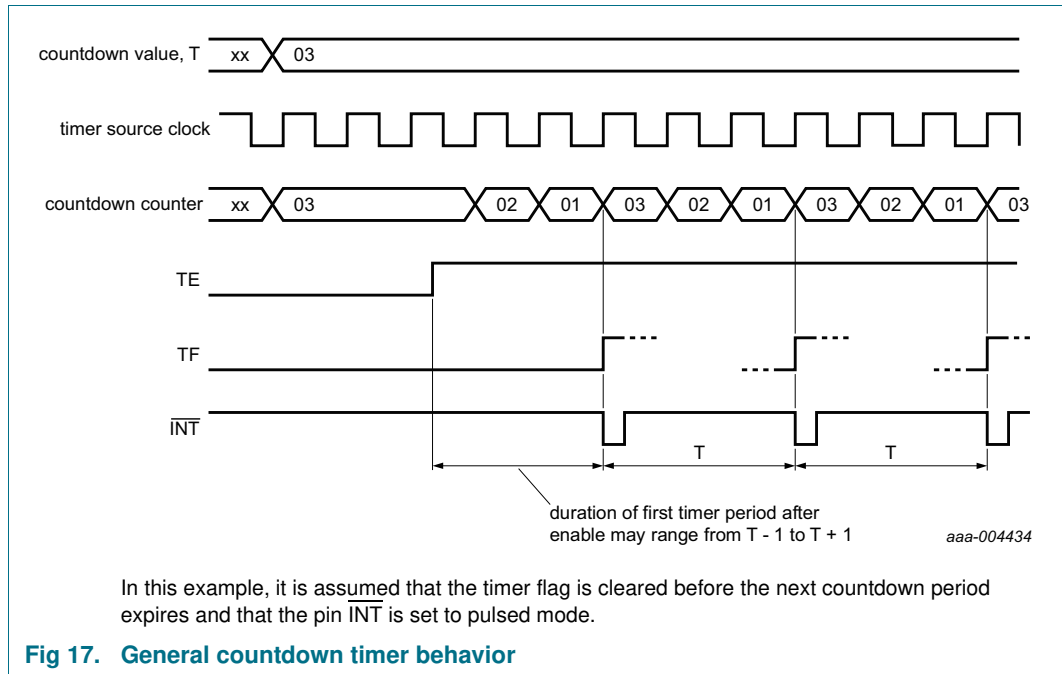 countdown value, T xx 03
timer source clock
countdown counter xx 03 02 01 03 02 01 03 02 01 03
TE
TF
INT
T T
duration of first timer period after
enable may range from T - 1 to T + 1
aaa-004434
In this example, it is assumed that the timer flag is cleared before the next countdown period
expires and that the pin INT is set to pulsed mode.
Fig 17. General countdown timer behavior